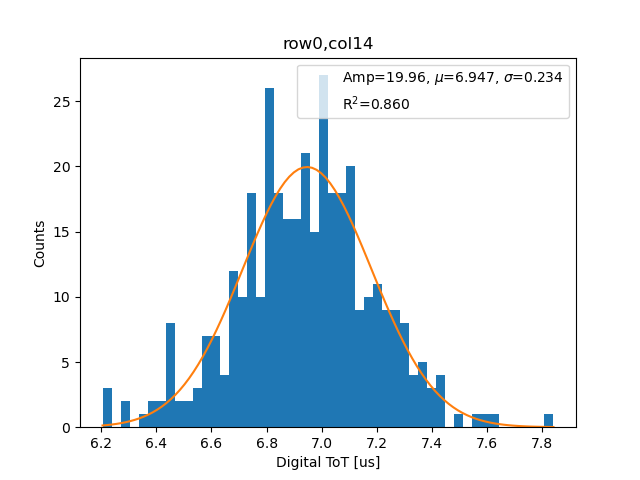 row0,col14
Amp=19.96, μ=6.947, σ=0.234
R²=0.860
25
20
15
10
5
0
Counts
6.2 6.4 6.6 6.8 7.0 7.2 7.4 7.6 7.8
Digital ToT [us]